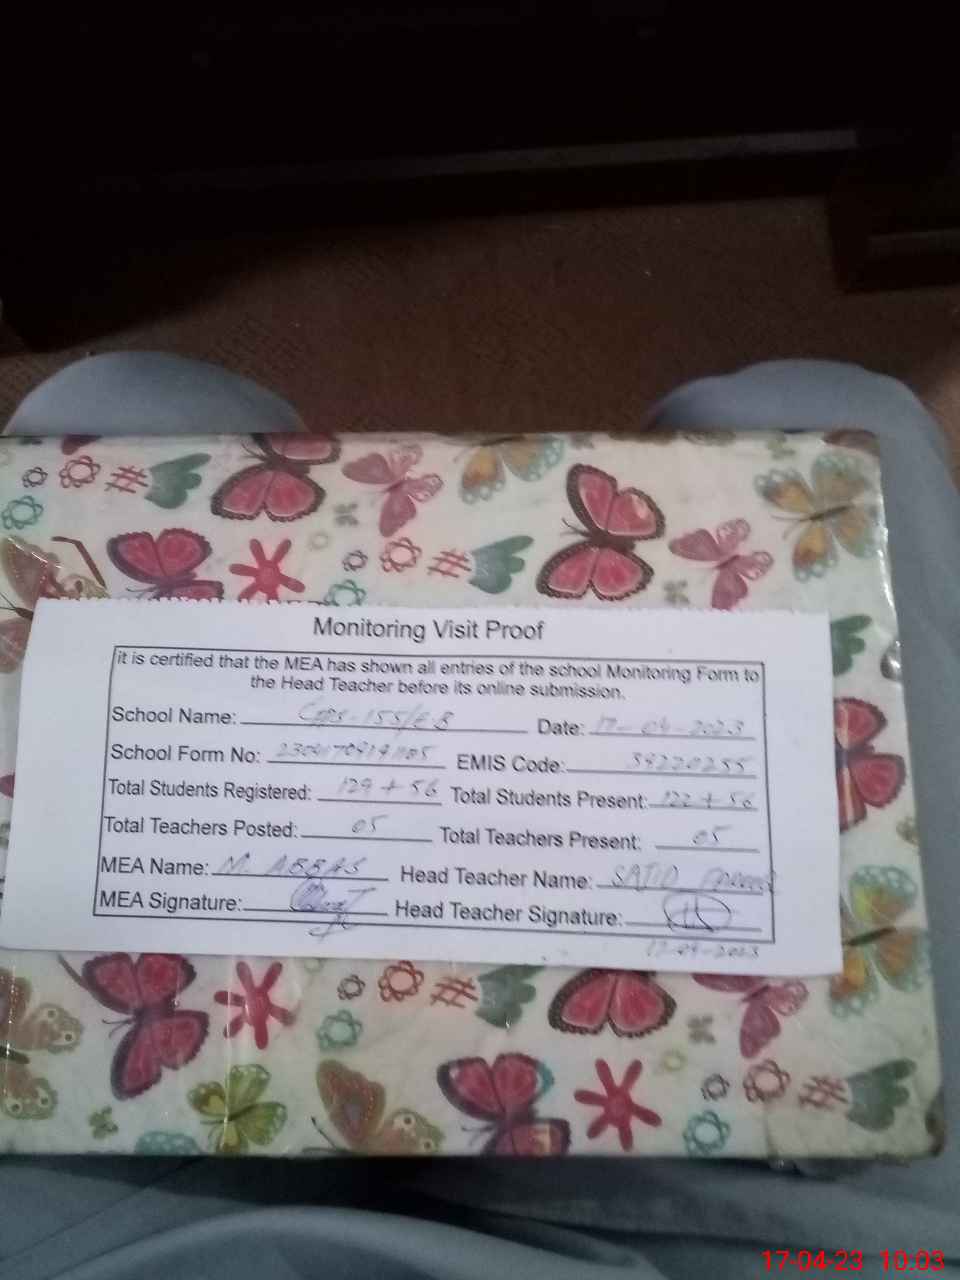 Monitoring Visit Proof
it is certified that the MEA has shown all entries of the school Monitoring Form to
the Head Teacher before its online submission.
School Name: GPS-155/E.B Date: 17-04-2023
School Form No: EMIS Code: 39220255
Total Students Registered: 129 + 56 Total Students Present: 122 + 56
Total Teachers Posted: 05 Total Teachers Present: 05
MEA Name: M. ABBAS Head Teacher Name:
MEA Signature: Head Teacher Signature:
17-04-2023
17-04-23 10:03